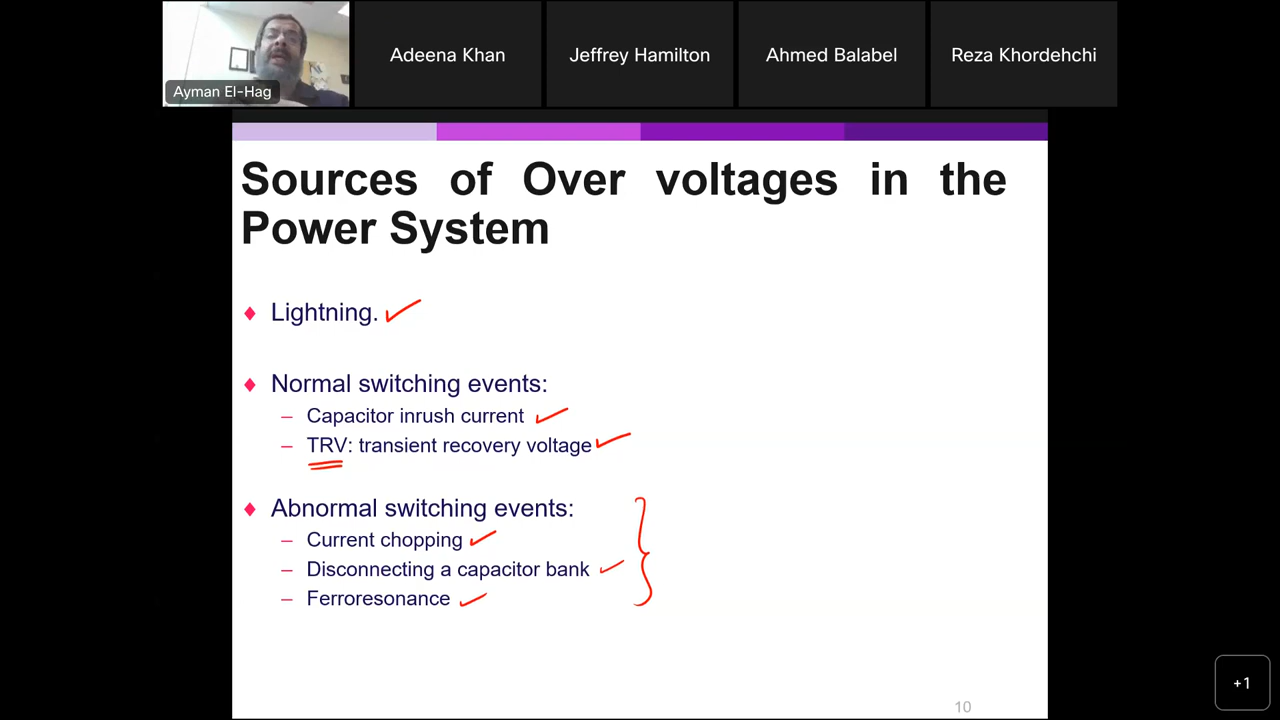 Adeena Khan
Jeffrey Hamilton
Ahmed Balabel
Reza Khordehchi
Ayman El-Hag
Sources of Over voltages in the
Power System
Lightning.
Normal switching events:
– Capacitor inrush current
– TRV: transient recovery voltage
Abnormal switching events:
– Current chopping
– Disconnecting a capacitor bank
– Ferroresonance
10
+1